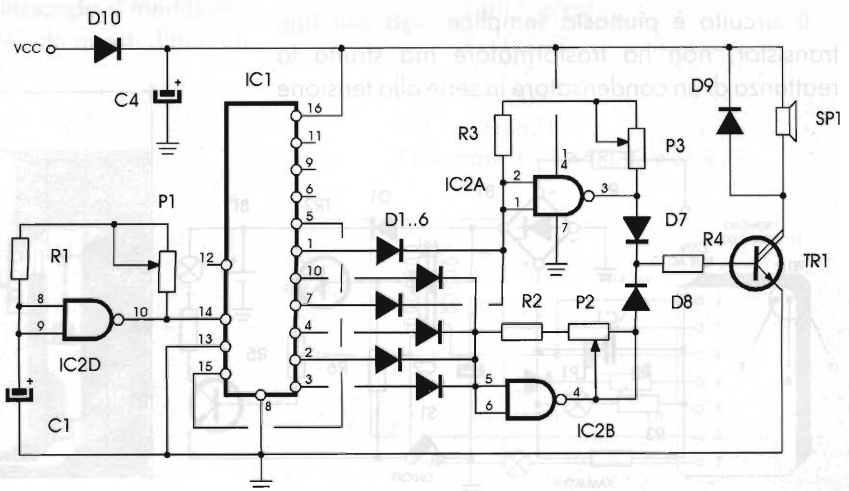 Il circuito è piuttosto semplice,
transistor, non ha trasformatore ma sfrutta la
reattanza di un condensatore in serie alla tensione
D10
VCC
C4
+
IC1
16
11
9
6
5
1
10
7
4
2
3
12
14
13
15
8
P1
R1
8
9
10
IC2D
+
C1
D1..6
R3
IC2A
2
1
1
4
3
7
P3
D7
R4
D8
R2
P2
5
6
4
IC2B
D9
SP1
TR1